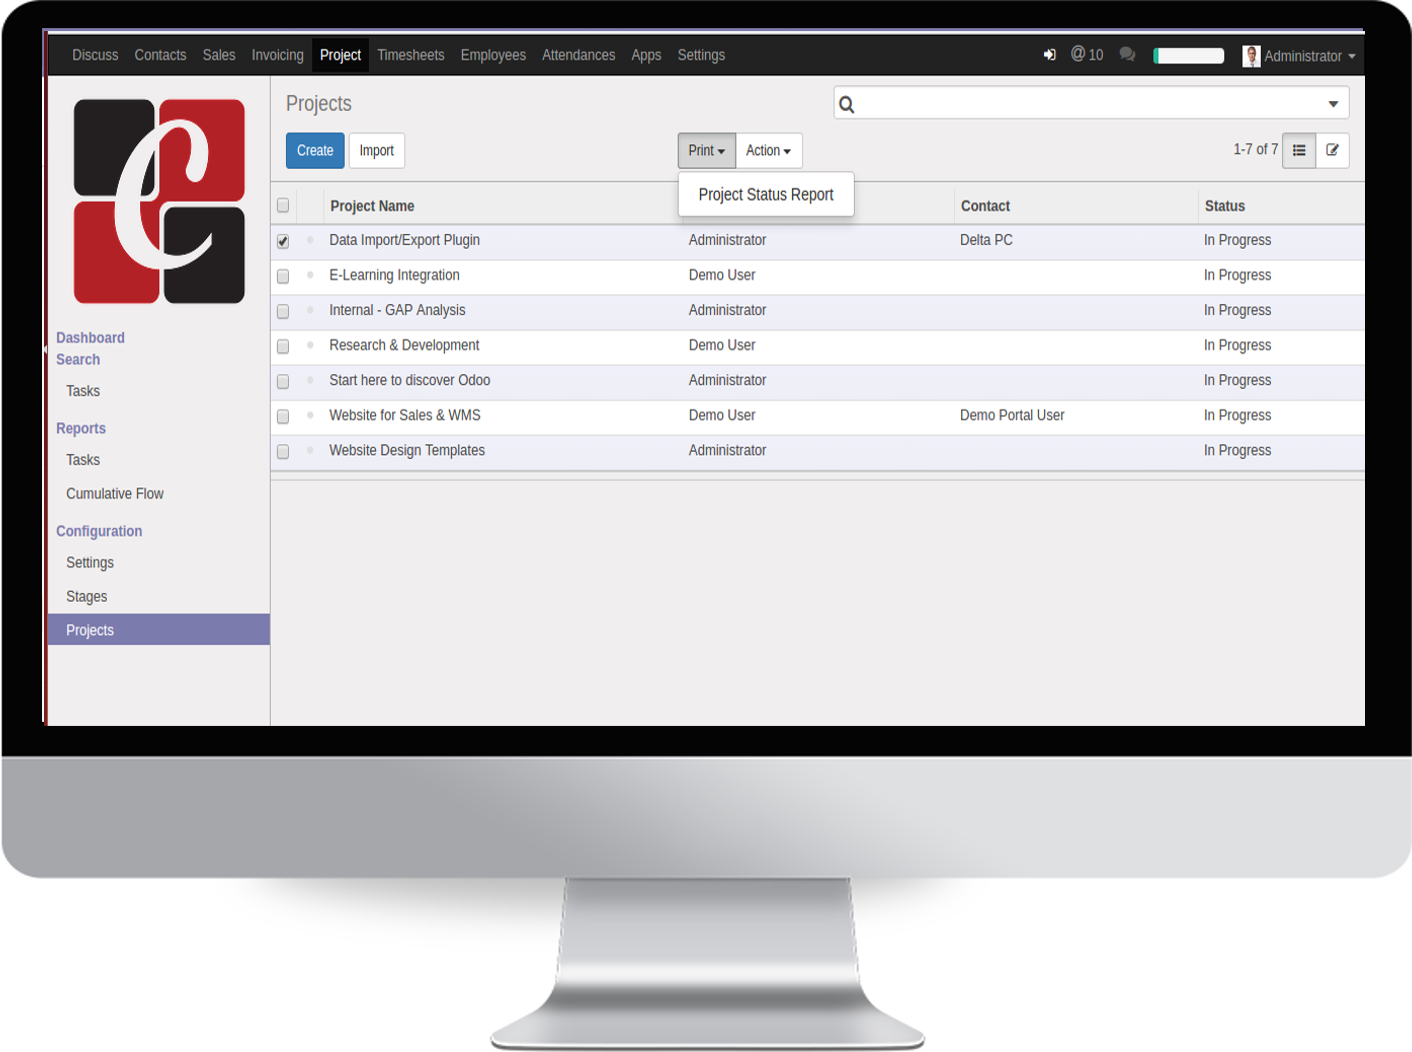 Discuss Contacts Sales Invoicing Project Timesheets Employees Attendances Apps Settings @ 10 Administrator
C
Projects
Create Import Print Action 1-7 of 7
Project Status Report
Project Name Contact Status
Data Import/Export Plugin Administrator Delta PC In Progress
E-Learning Integration Demo User In Progress
Internal - GAP Analysis Administrator In Progress
Research & Development Demo User In Progress
Start here to discover Odoo Administrator In Progress
Website for Sales & WMS Demo User Demo Portal User In Progress
Website Design Templates Administrator In Progress
Dashboard
Search
Tasks
Reports
Tasks
Cumulative Flow
Configuration
Settings
Stages
Projects